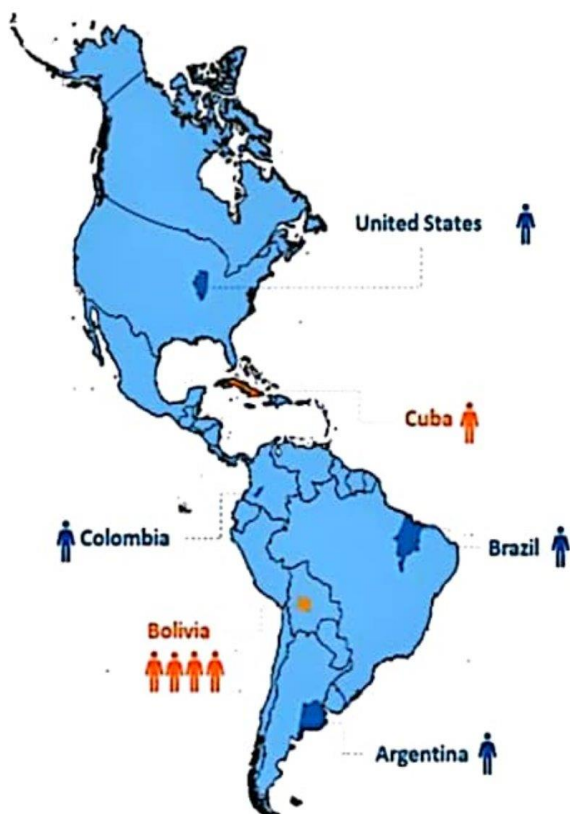 United States
Cuba
Colombia
Brazil
Bolivia
Argentina